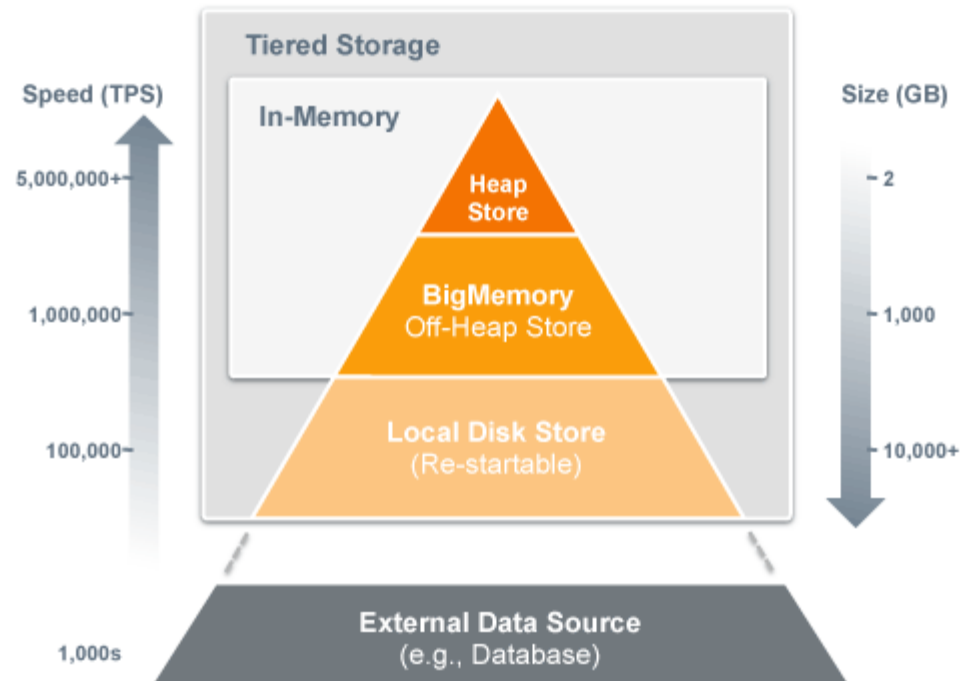 Tiered Storage
Speed (TPS)
Size (GB)
In-Memory
5,000,000+
Heap
Store
2
BigMemory
Off-Heap Store
1,000,000
1,000
Local Disk Store
(Re-startable)
100,000
10,000+
External Data Source
(e.g., Database)
1,000s